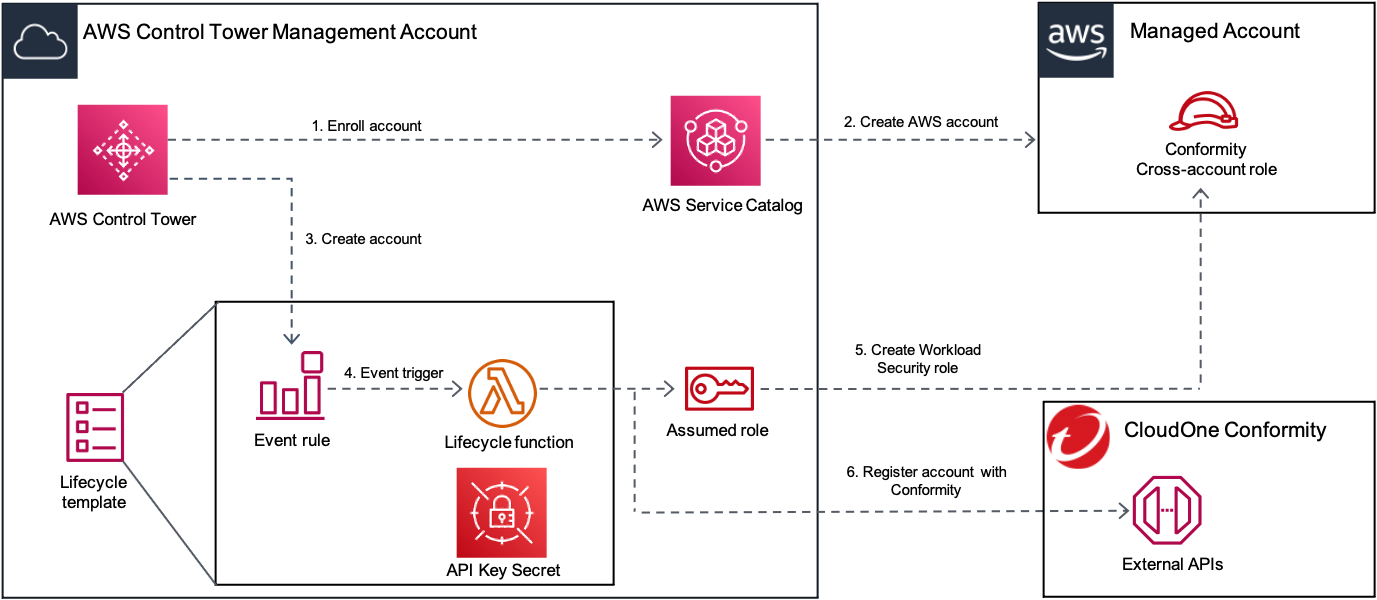 AWS Control Tower Management Account
aws
Managed Account
1. Enroll account
2. Create AWS account
Conformity
Cross-account role
AWS Control Tower
AWS Service Catalog
3. Create account
4. Event trigger
5. Create Workload
Security role
Event rule
Lifecycle function
Assumed role
CloudOne Conformity
Lifecycle
template
6. Register account with
Conformity
API Key Secret
External APIs